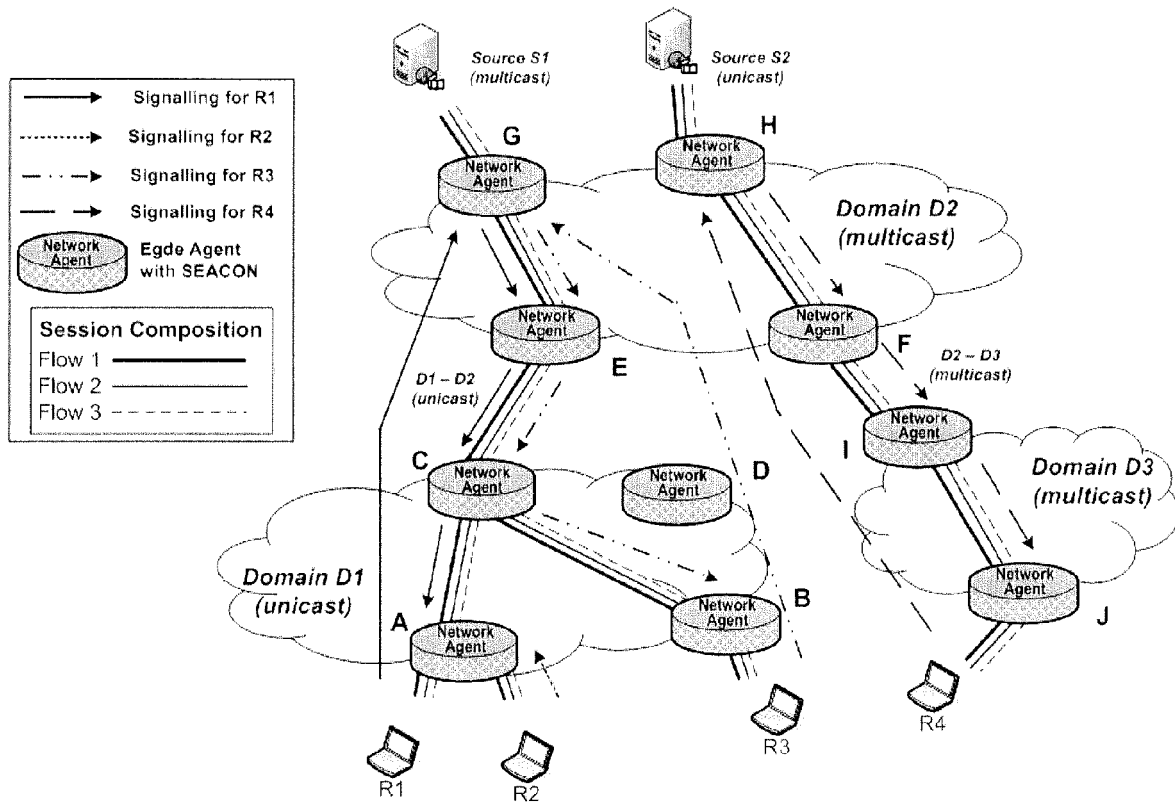 Signalling for R1
Signalling for R2
Signalling for R3
Signalling for R4
Network
Agent
Egde Agent
with SEACON
Session Composition
Flow 1
Flow 2
Flow 3
Source S1
(multicast)
Source S2
(unicast)
G
Network
Agent
H
Network
Agent
Domain D2
(multicast)
Network
Agent
E
Network
Agent
F
D1 – D2
(unicast)
D2 – D3
(multicast)
C
Network
Agent
Network
Agent
D
Network
Agent
I
Domain D3
(multicast)
Domain D1
(unicast)
A
Network
Agent
Network
Agent
B
Network
Agent
J
R1
R2
R3
R4